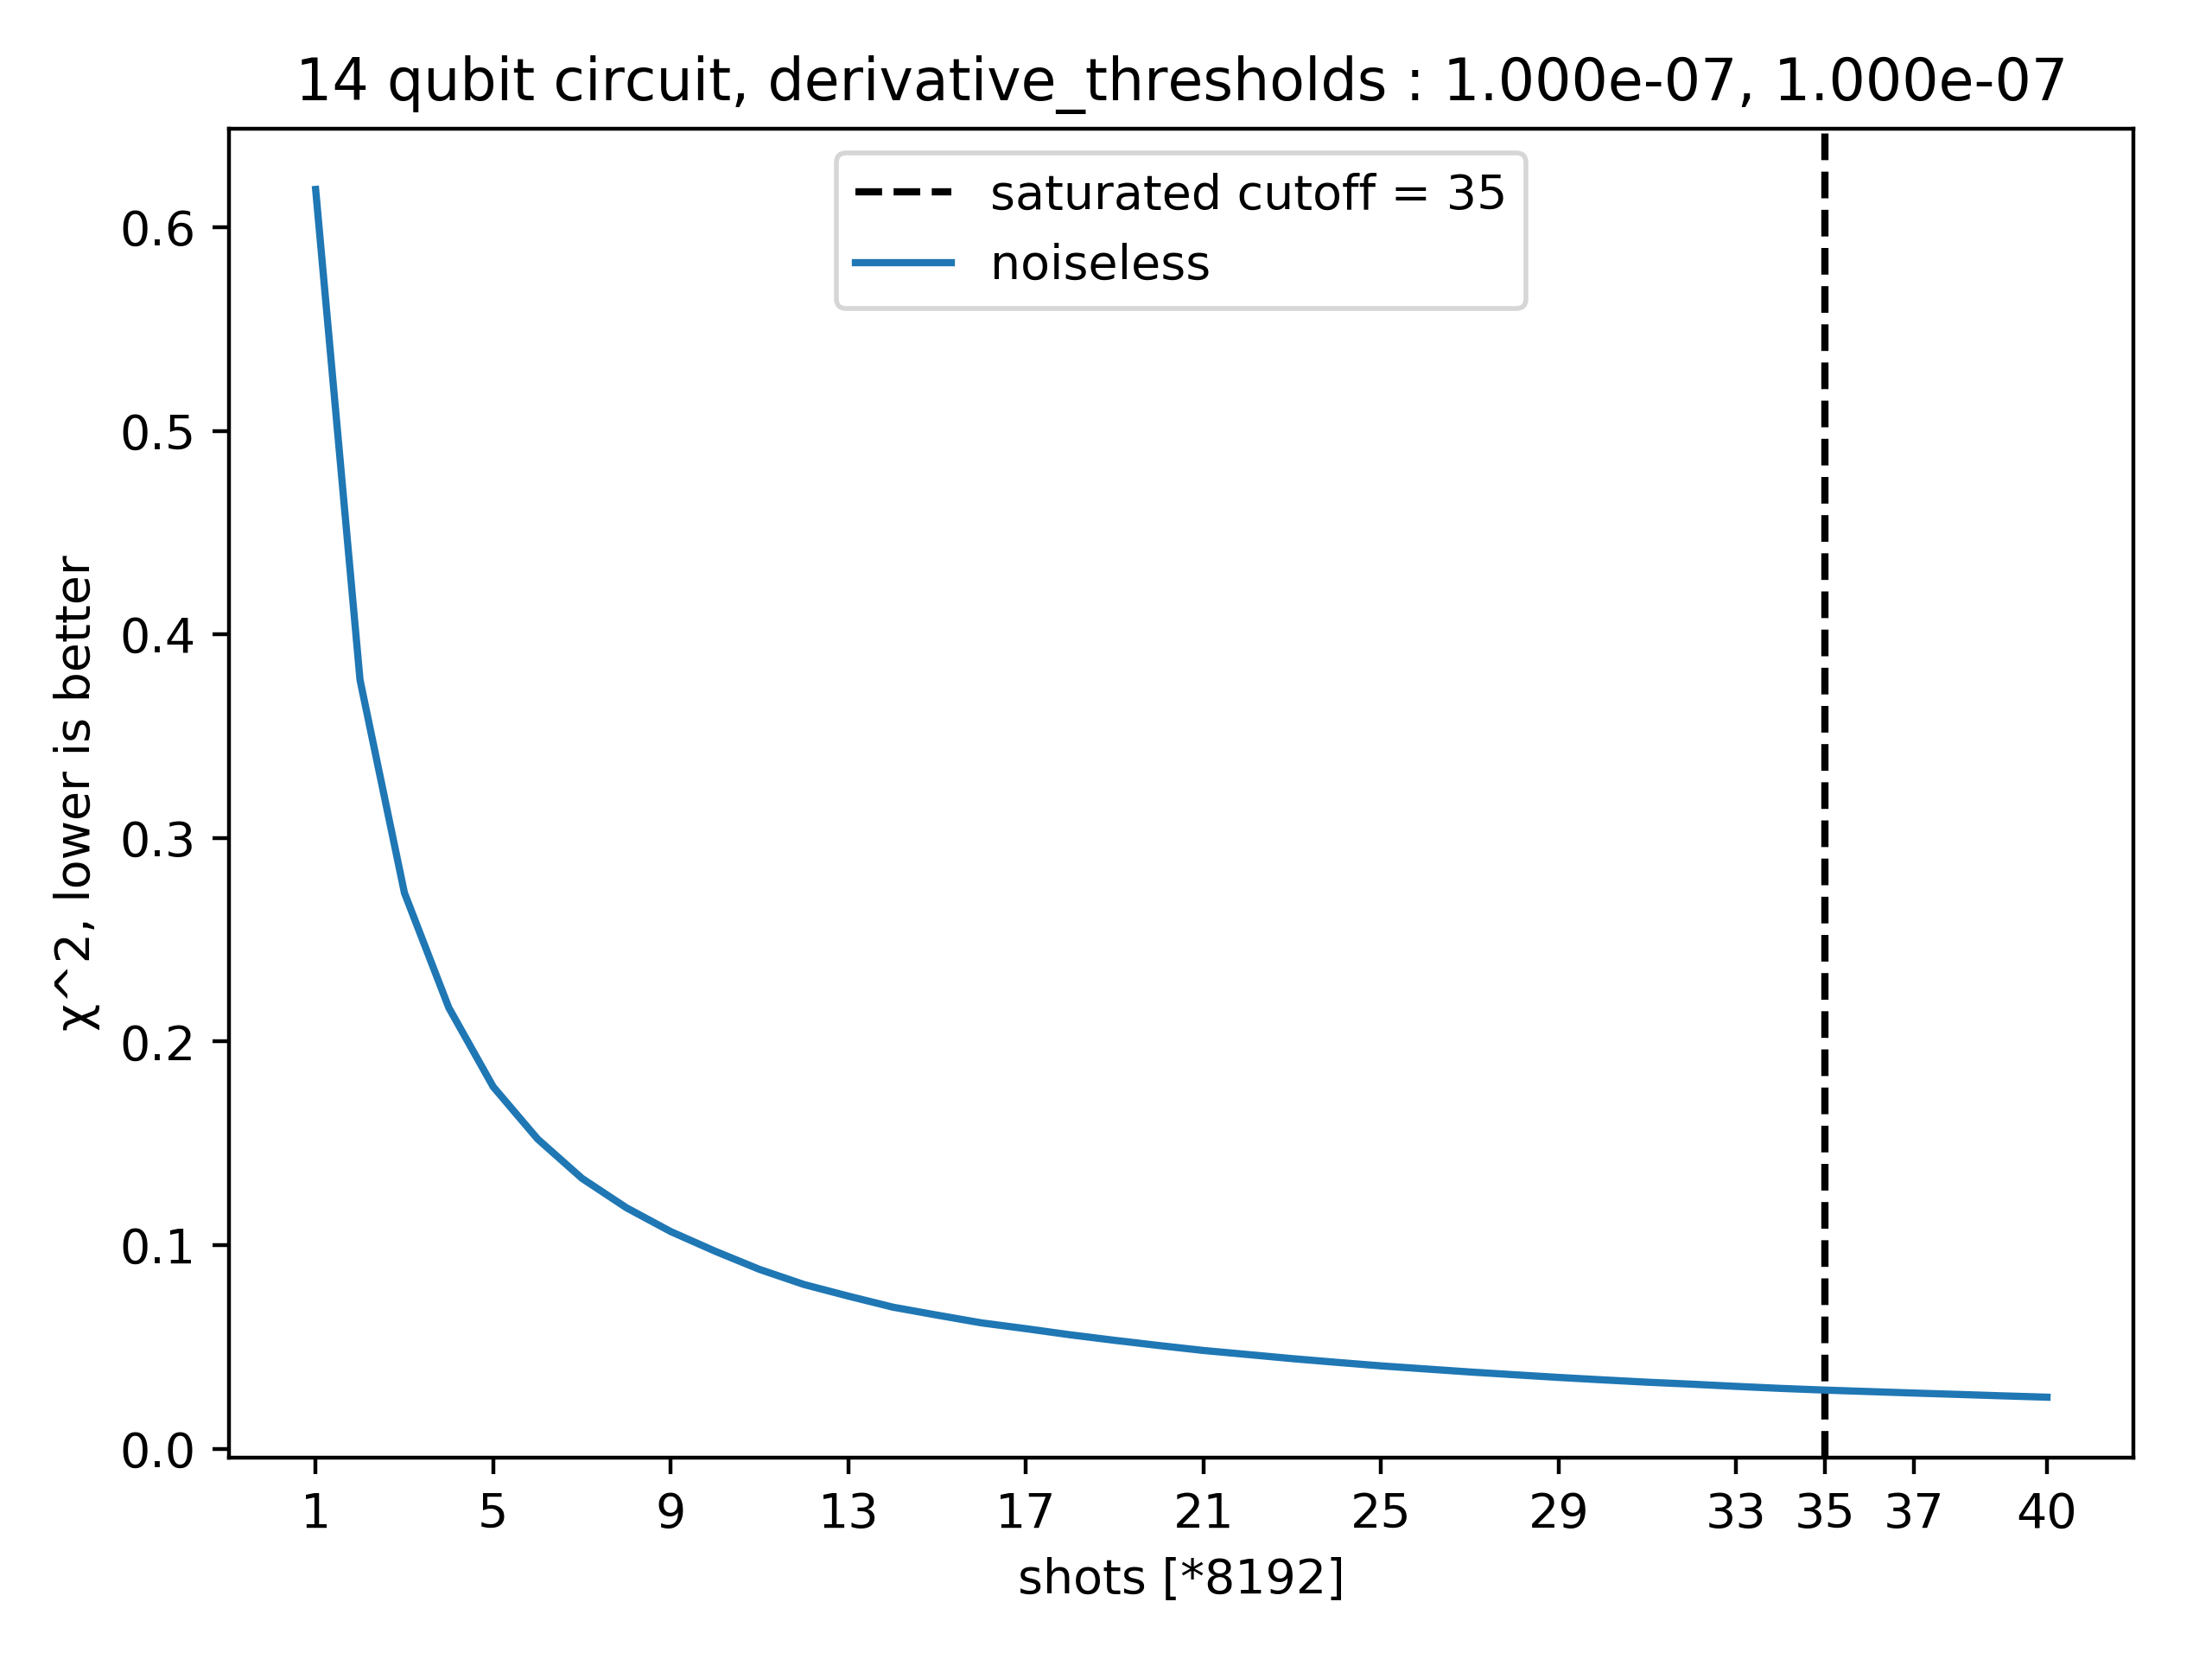 14 qubit circuit, derivative_thresholds : 1.000e-07, 1.000e-07
saturated cutoff = 35
noiseless
χ^2, lower is better
0.6
0.5
0.4
0.3
0.2
0.1
0.0
1 5 9 13 17 21 25 29 33 35 37 40
shots [*8192]